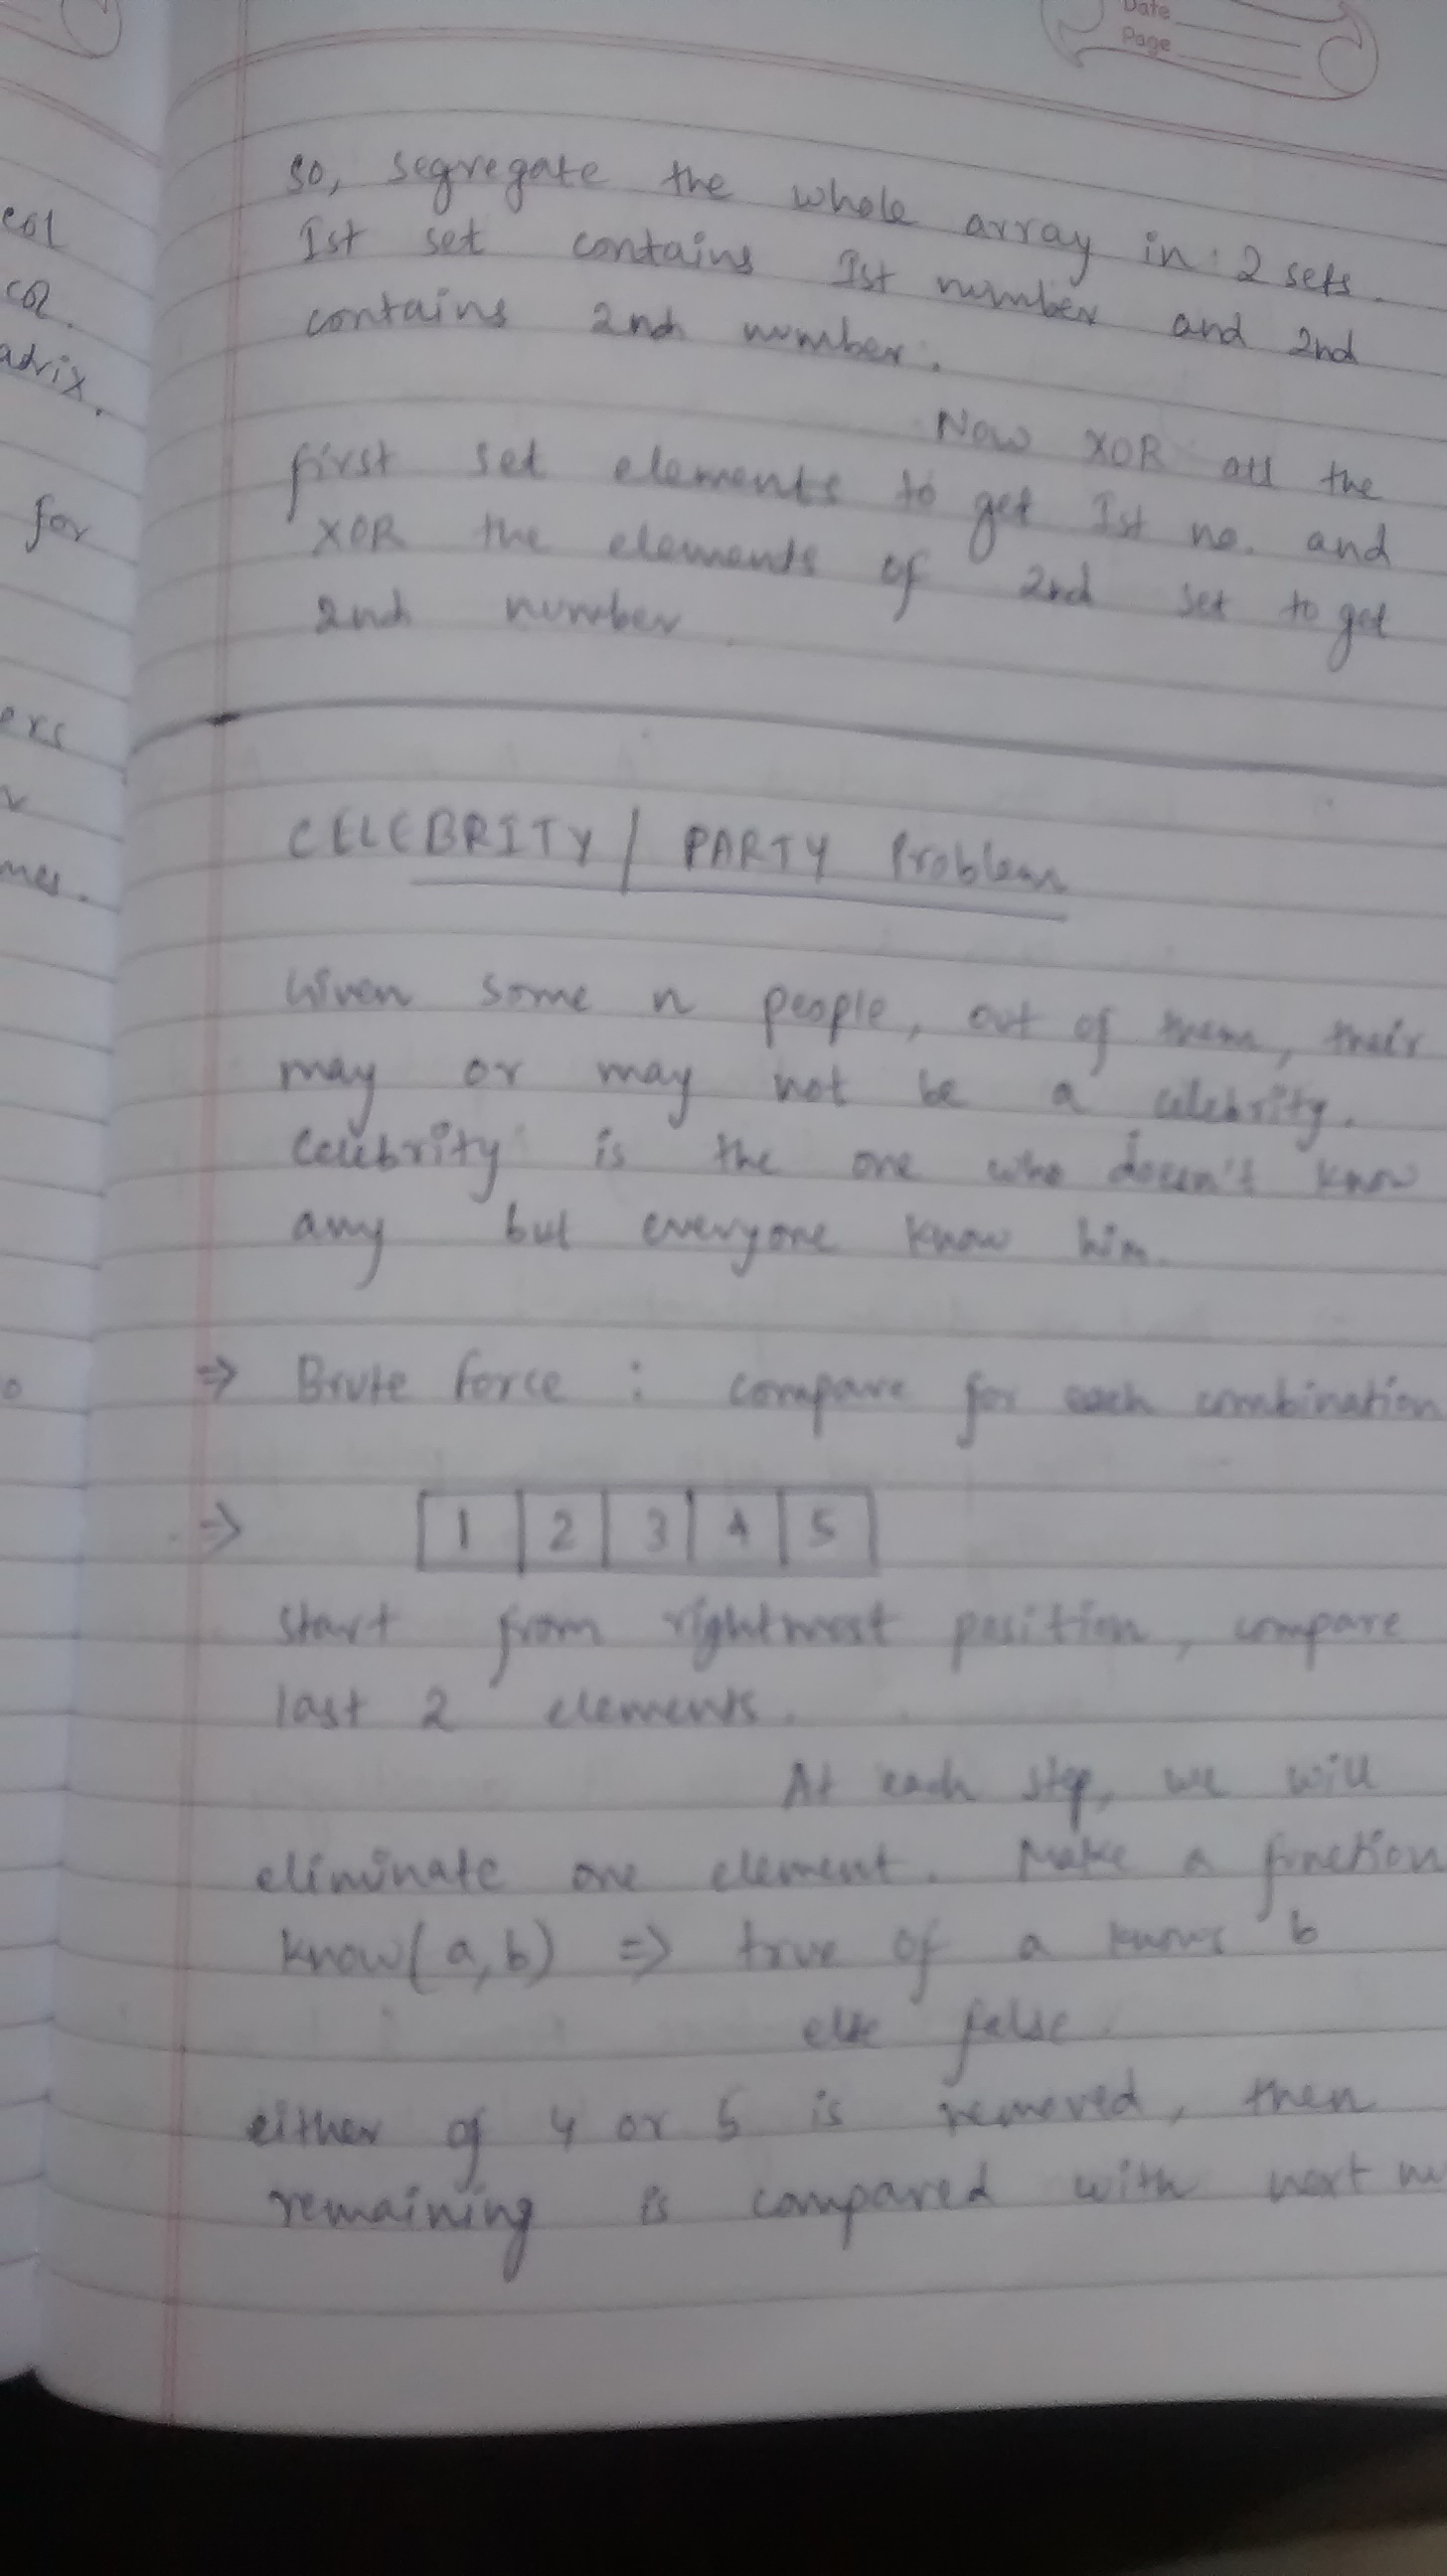 Date
Page
so, segregate the whole array in 2 sets.
Ist set contains Ist number and 2nd
contains 2nd number.
Now XOR all the
first set elements to get Ist no. and
XOR the elements of 2nd set to get
2nd number
CELEBRITY / PARTY Problem
Given some n people, out of them, their
may or may not be a celebrity.
Celebrity is the one who doesn't know
any but everyone know him.
⇒ Brute Force : compare for each combination
⇒ 1 2 3 4 5
start from rightmost position, compare
last 2 elements.
At each step, we will
eliminate one element. Make a function
know(a,b) ⇒ true of a knows b
else false.
either of 4 or 5 is removed, then
remaining is compared with next
for